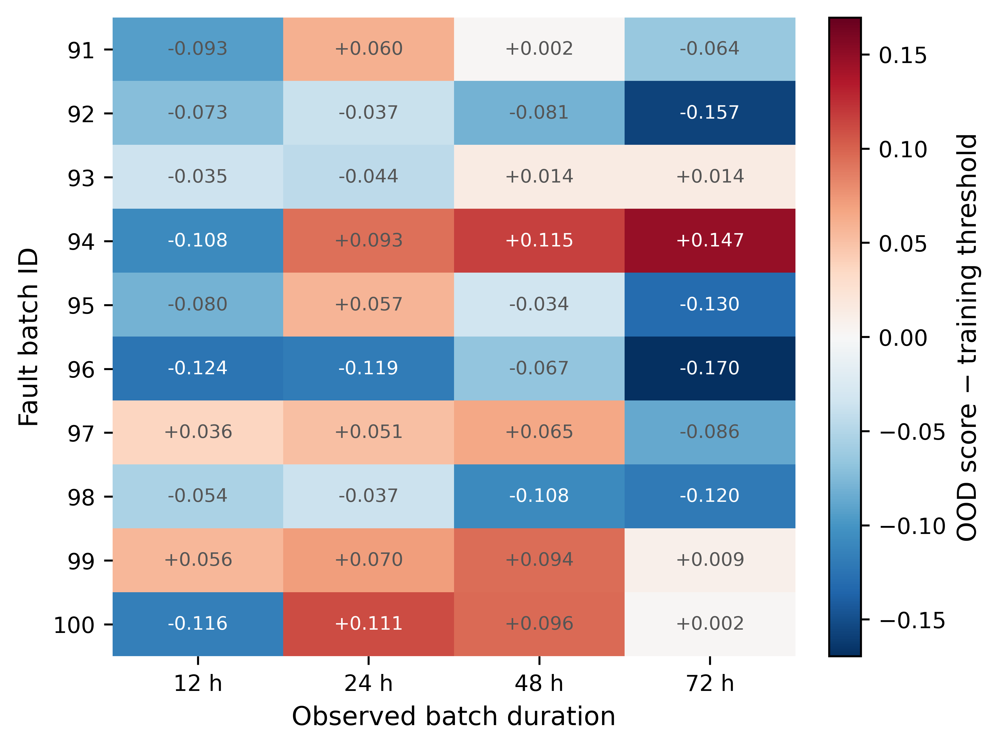 91 -0.093 +0.060 +0.002 -0.064
92 -0.073 -0.037 -0.081 -0.157
93 -0.035 -0.044 +0.014 +0.014
94 -0.108 +0.093 +0.115 +0.147
95 -0.080 +0.057 -0.034 -0.130
96 -0.124 -0.119 -0.067 -0.170
97 +0.036 +0.051 +0.065 -0.086
98 -0.054 -0.037 -0.108 -0.120
99 +0.056 +0.070 +0.094 +0.009
100 -0.116 +0.111 +0.096 +0.002
12 h 24 h 48 h 72 h
Observed batch duration
Fault batch ID
0.15
0.10
0.05
0.00
−0.05
−0.10
−0.15
OOD score − training threshold